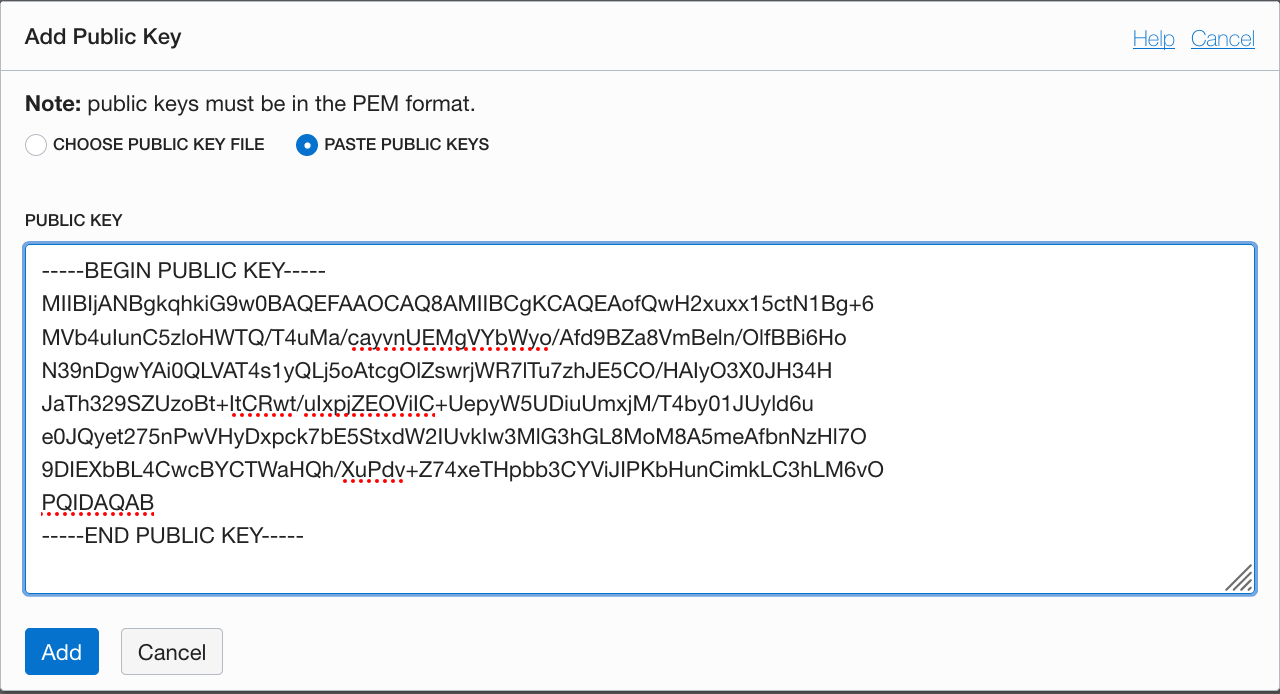 Add Public Key
Help Cancel
Note: public keys must be in the PEM format.
CHOOSE PUBLIC KEY FILE PASTE PUBLIC KEYS
PUBLIC KEY
-----BEGIN PUBLIC KEY-----
MIIBIjANBgkqhkiG9w0BAQEFAAOCAQ8AMIIBCgKCAQEAofQwH2xuxx15ctN1Bg+6
MVb4uIunC5zloHWTQ/T4uMa/cayvnUEMgVYbWyo/Afd9BZa8VmBeln/OlfBBi6Ho
N39nDgwYAi0QLVAT4s1yQLj5oAtcgOlZswrjWR7lTu7zhJE5CO/HAIyO3X0JH34H
JaTh329SZUzoBt+ItCRwt/uIxpjZEOVilC+UepyW5UDiuUmxjM/T4by01JUyld6u
e0JQyet275nPwVHyDxpck7bE5StxdW2IUvkIw3MlG3hGL8MoM8A5meAfbnNzHl7O
9DIEXbBL4CwcBYCTWaHQh/XuPdv+Z74xeTHpbb3CYViJIPKbHunCimkLC3hLM6vO
PQIDAQAB
-----END PUBLIC KEY-----
Add Cancel